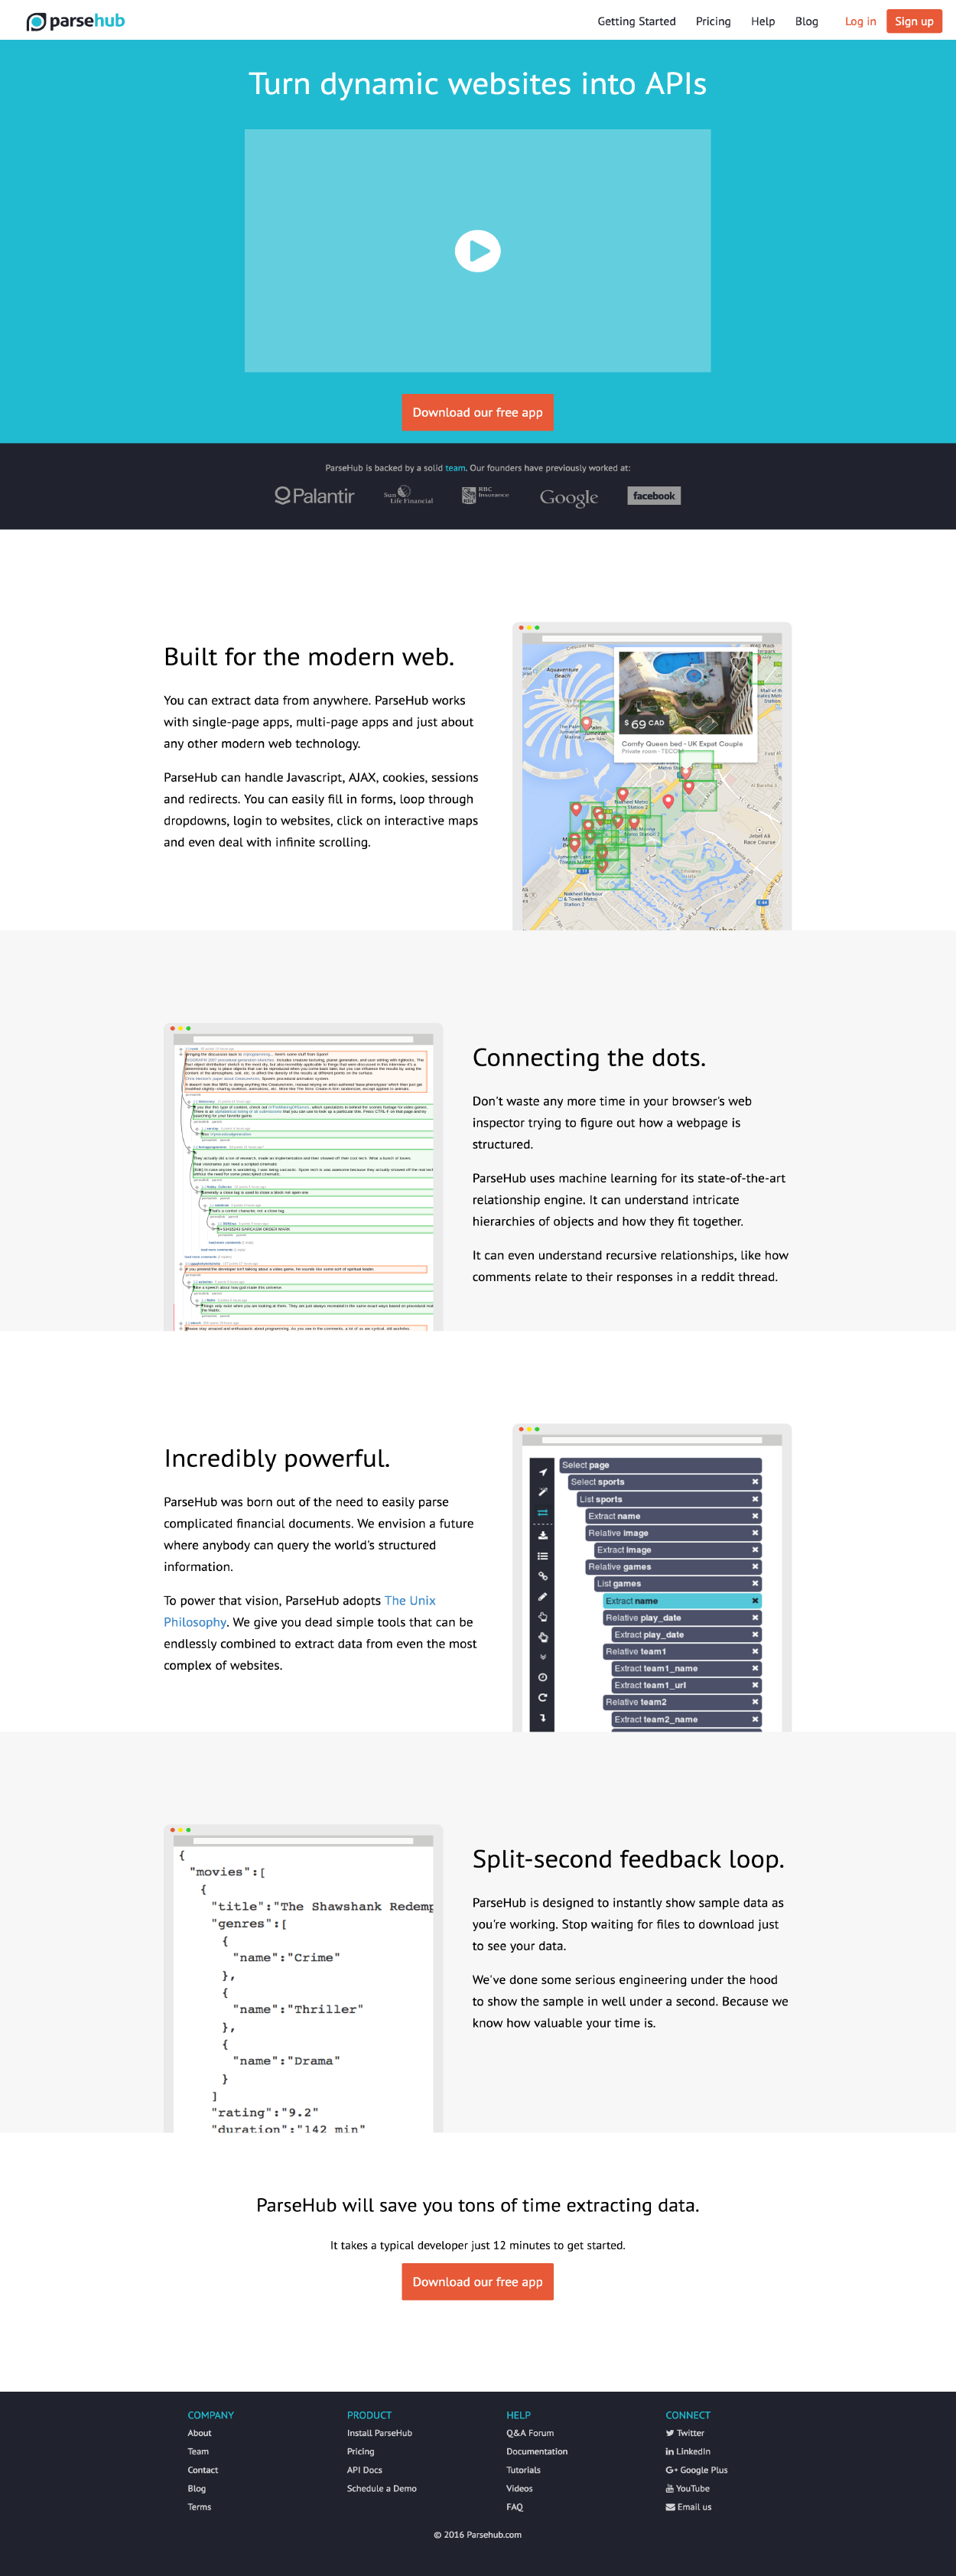 parsehub
Getting Started Pricing Help Blog Log in Sign up
Turn dynamic websites into APIs
Download our free app
ParseHub is backed by a solid team. Our founders have previously worked at:
Palantir
Sun
Life Financial
RBC
Insurance
Google
facebook
Built for the modern web.
You can extract data from anywhere. ParseHub works
with single-page apps, multi-page apps and just about
any other modern web technology.
ParseHub can handle Javascript, AJAX, cookies, sessions
and redirects. You can easily fill in forms, loop through
dropdowns, login to websites, click on interactive maps
and even deal with infinite scrolling.
Aquaventure
Beach
$ 69 CAD
Comfy Queen bed - UK Expat Couple
Private room - TECOM
Al Barsha 2
Jebel Ali
Race Course
Nakheel Harbour
& Tower Metro
Station 2
Connecting the dots.
Don't waste any more time in your browser's web
inspector trying to figure out how a webpage is
structured.
ParseHub uses machine learning for its state-of-the-art
relationship engine. It can understand intricate
hierarchies of objects and how they fit together.
It can even understand recursive relationships, like how
comments relate to their responses in a reddit thread.
Incredibly powerful.
ParseHub was born out of the need to easily parse
complicated financial documents. We envision a future
where anybody can query the world's structured
information.
To power that vision, ParseHub adopts The Unix
Philosophy. We give you dead simple tools that can be
endlessly combined to extract data from even the most
complex of websites.
Select page
Select sports
List sports
Extract name
Relative image
Extract image
Relative games
List games
Extract name
Relative play_date
Extract play_date
Relative team1
Extract team1_name
Extract team1_url
Relative team2
Extract team2_name
{
"movies":[
{
"title":"The Shawshank Redemp
"genres":[
{
"name":"Crime"
},
{
"name":"Thriller"
},
{
"name":"Drama"
}
]
"rating":"9.2"
"duration":"142 min"
Split-second feedback loop.
ParseHub is designed to instantly show sample data as
you're working. Stop waiting for files to download just
to see your data.
We've done some serious engineering under the hood
to show the sample in well under a second. Because we
know how valuable your time is.
ParseHub will save you tons of time extracting data.
It takes a typical developer just 12 minutes to get started.
Download our free app
COMPANY
About
Team
Contact
Blog
Terms
PRODUCT
Install ParseHub
Pricing
API Docs
Schedule a Demo
HELP
Q&A Forum
Documentation
Tutorials
Videos
FAQ
CONNECT
Twitter
LinkedIn
Google Plus
YouTube
Email us
© 2016 Parsehub.com